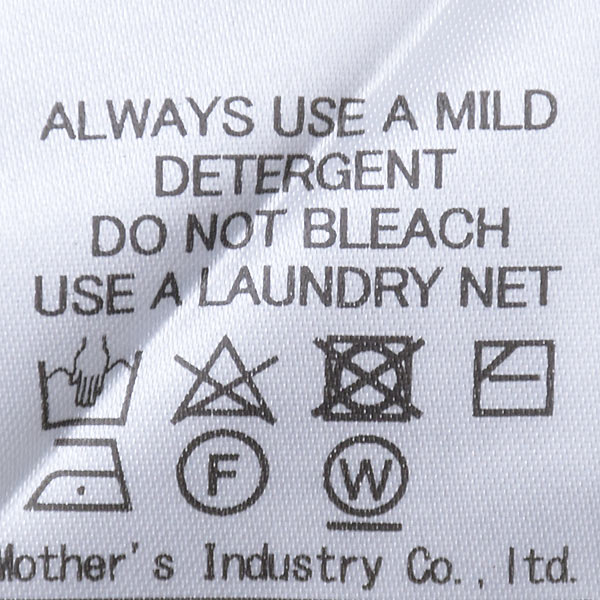 ALWAYS USE A MILD
DETERGENT
DO NOT BLEACH
USE A LAUNDRY NET
F W
Mother's Industry Co., ltd.